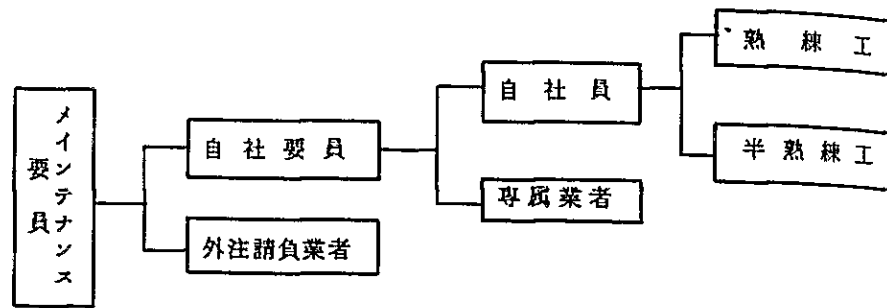 メインテナンス
要員
自社要員
外注請負業者
自社員
専属業者
熟練工
半熟練工